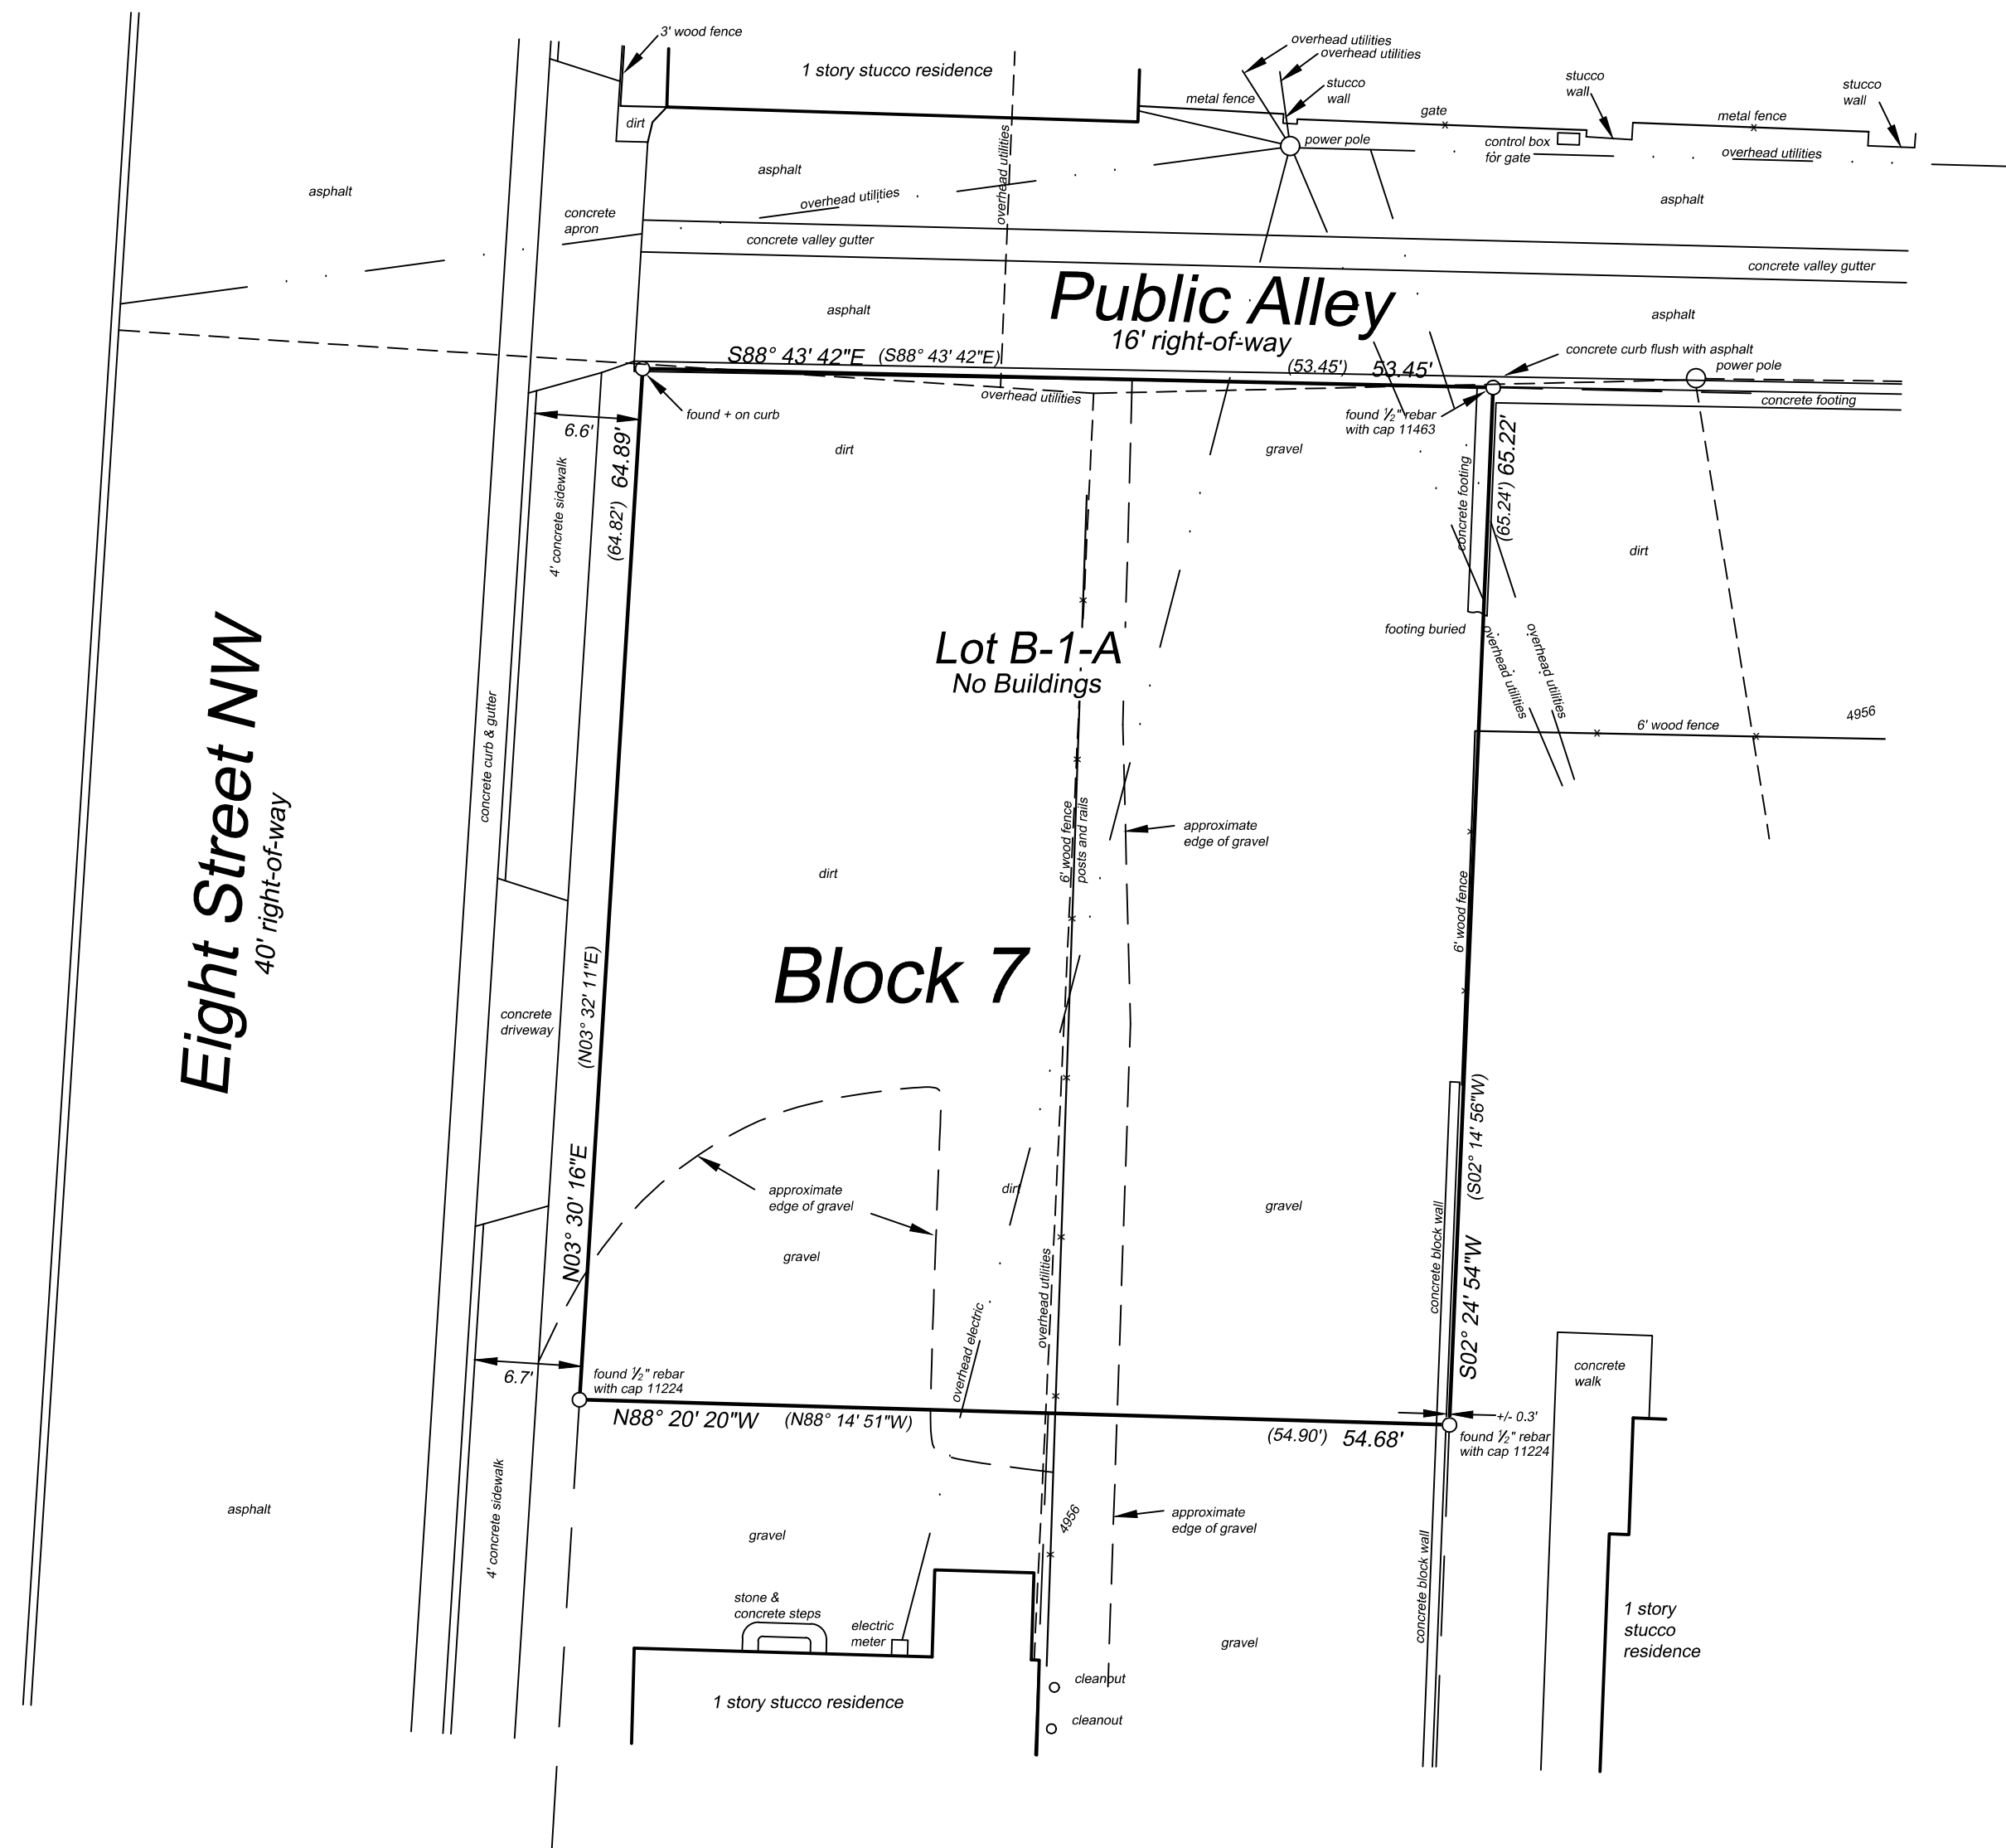 3' wood fence
1 story stucco residence
overhead utilities
overhead utilities
stucco
wall
metal fence
gate
stucco
wall
metal fence
stucco
wall
dirt
power pole
control box
for gate
overhead utilities
asphalt
asphalt
overhead utilities
overhead utilities
asphalt
concrete
apron
concrete valley gutter
concrete valley gutter
Public Alley
16' right-of-way
asphalt
asphalt
S88° 43' 42"E (S88° 43' 42"E)
(53.45') 53.45'
concrete curb flush with asphalt
power pole
overhead utilities
concrete footing
found + on curb
found 1/2" rebar
with cap 11463
6.6'
(64.82') 64.89'
4' concrete sidewalk
dirt
gravel
concrete footing
(65.24') 65.22'
dirt
footing buried
overhead utilities
overhead utilities
Lot B-1-A
No Buildings
6' wood fence
4956
Eight Street NW
40' right-of-way
concrete curb & gutter
6' wood fence
posts and rails
approximate
edge of gravel
dirt
6' wood fence
Block 7
concrete
driveway
(N03° 32' 11"E)
N03° 30' 16"E
(S02° 14' 56"W)
S02° 24' 54"W
approximate
edge of gravel
dirt
gravel
gravel
concrete block wall
overhead utilities
overhead electric
6.7'
found 1/2" rebar
with cap 11224
concrete
walk
N88° 20' 20"W (N88° 14' 51"W)
(54.90') 54.68'
+/- 0.3'
found 1/2" rebar
with cap 11224
asphalt
4' concrete sidewalk
gravel
4956
approximate
edge of gravel
concrete block wall
stone &
concrete steps
electric
meter
1 story
stucco
residence
gravel
cleanout
1 story stucco residence
cleanout